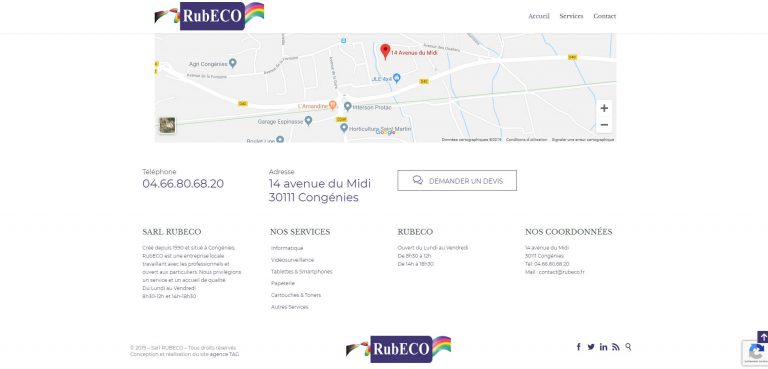 RubECO
Accueil Services Contact
14 Avenue du Midi
Agri Congénies
JLE 4x4
L'Amandine
Interson Protac
Garage Espinasse
Horticulture Saint Martin
Google
Données cartographiques ©2019 Conditions d'utilisation Signaler une erreur cartographique
Téléphone
04.66.80.68.20
Adresse
14 avenue du Midi
30111 Congénies
DEMANDER UN DEVIS
SARL RUBECO
Créé depuis 1990 et situé à Congénies,
RubECO est une entreprise locale
travaillant avec les professionnels et
ouvert aux particuliers. Nous privilégions
un service et un accueil de qualité.
Du Lundi au Vendredi
8h30-12h et 14h-18h30
NOS SERVICES
Informatique
Vidéosurveillance
Tablettes & Smartphones
Papeterie
Cartouches & Toners
Autres Services
RUBECO
Ouvert du Lundi au Vendredi
De 8h30 à 12h
De 14h à 18h30
NOS COORDONNÉES
14 avenue du Midi
30111 Congénies
Tél: 04.66.80.68.20
Mail : contact@rubeco.fr
© 2019 – Sarl RUBECO – Tous droits réservés
Conception et réalisation du site agence TAG
RubECO